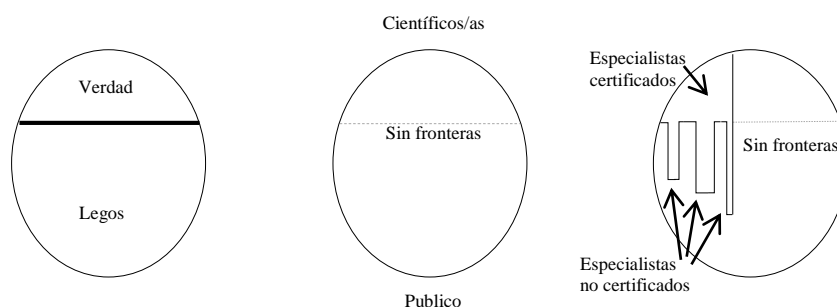 Científicos/as
Verdad
Legos
Sin fronteras
Publico
Especialistas
certificados
Sin fronteras
Especialistas
no certificados